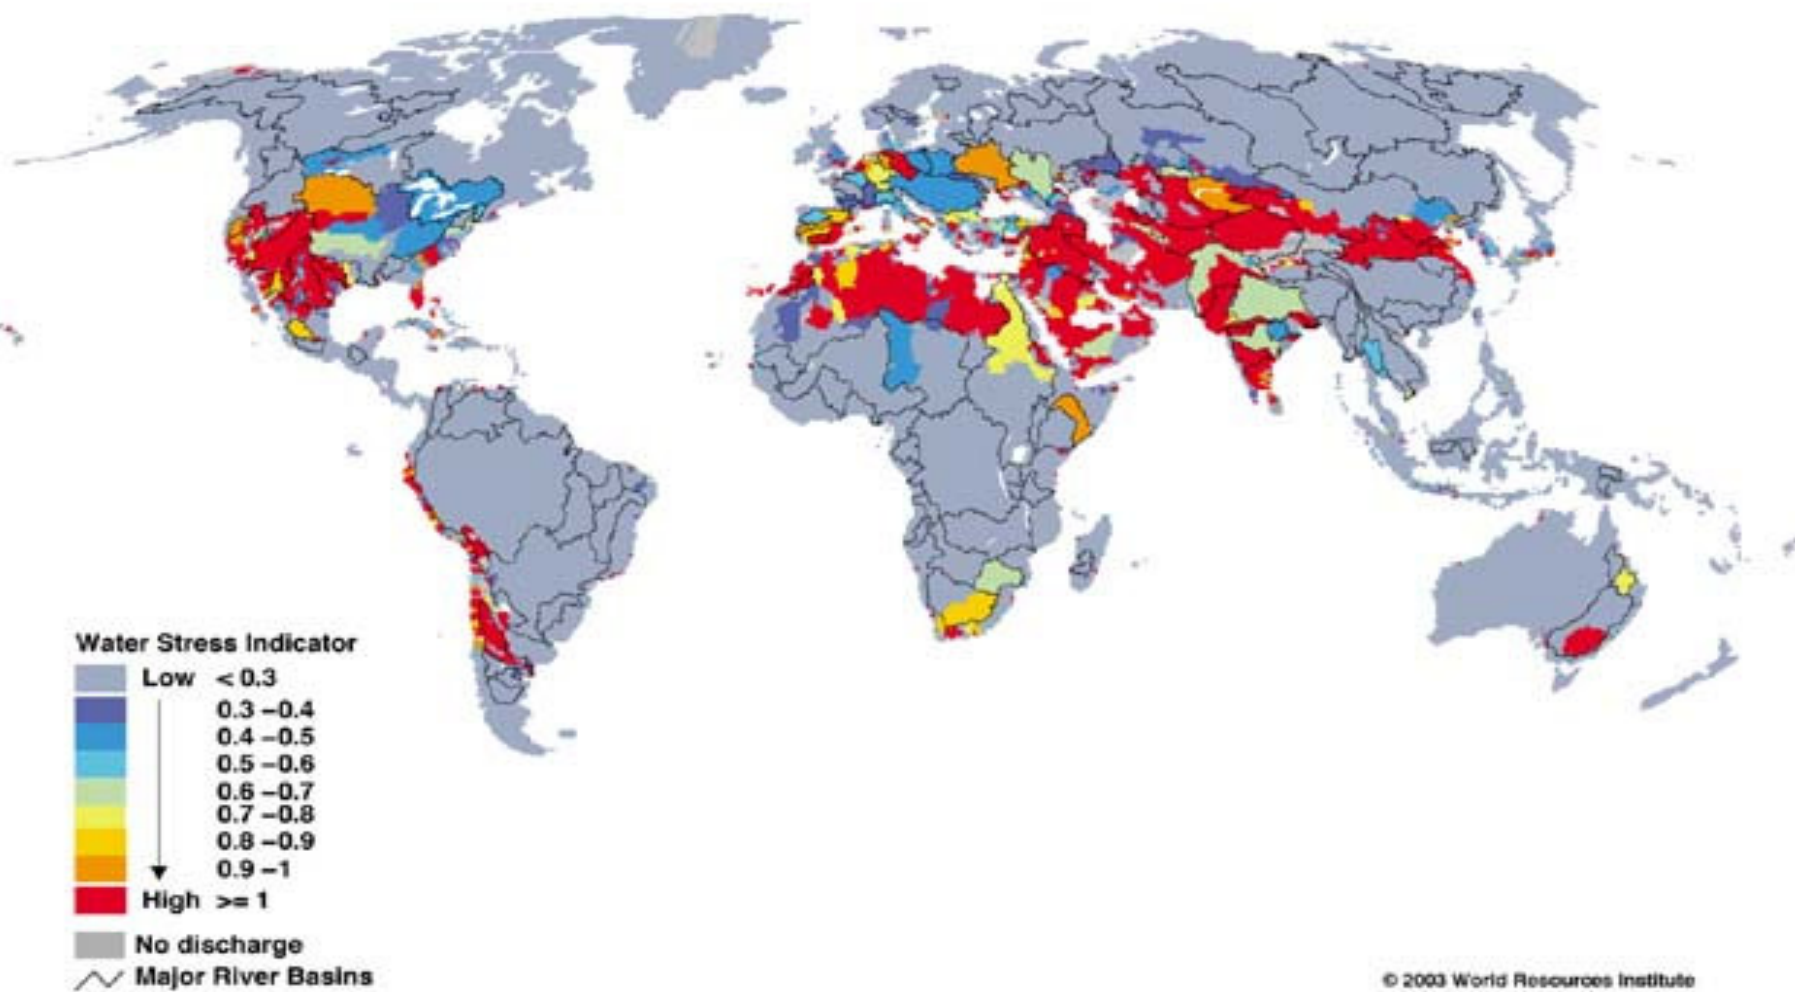 Water Stress Indicator
Low < 0.3
0.3 –0.4
0.4 –0.5
0.5 –0.6
0.6 –0.7
0.7 –0.8
0.8 –0.9
0.9 –1
High >= 1
No discharge
Major River Basins
© 2003 World Resources Institute